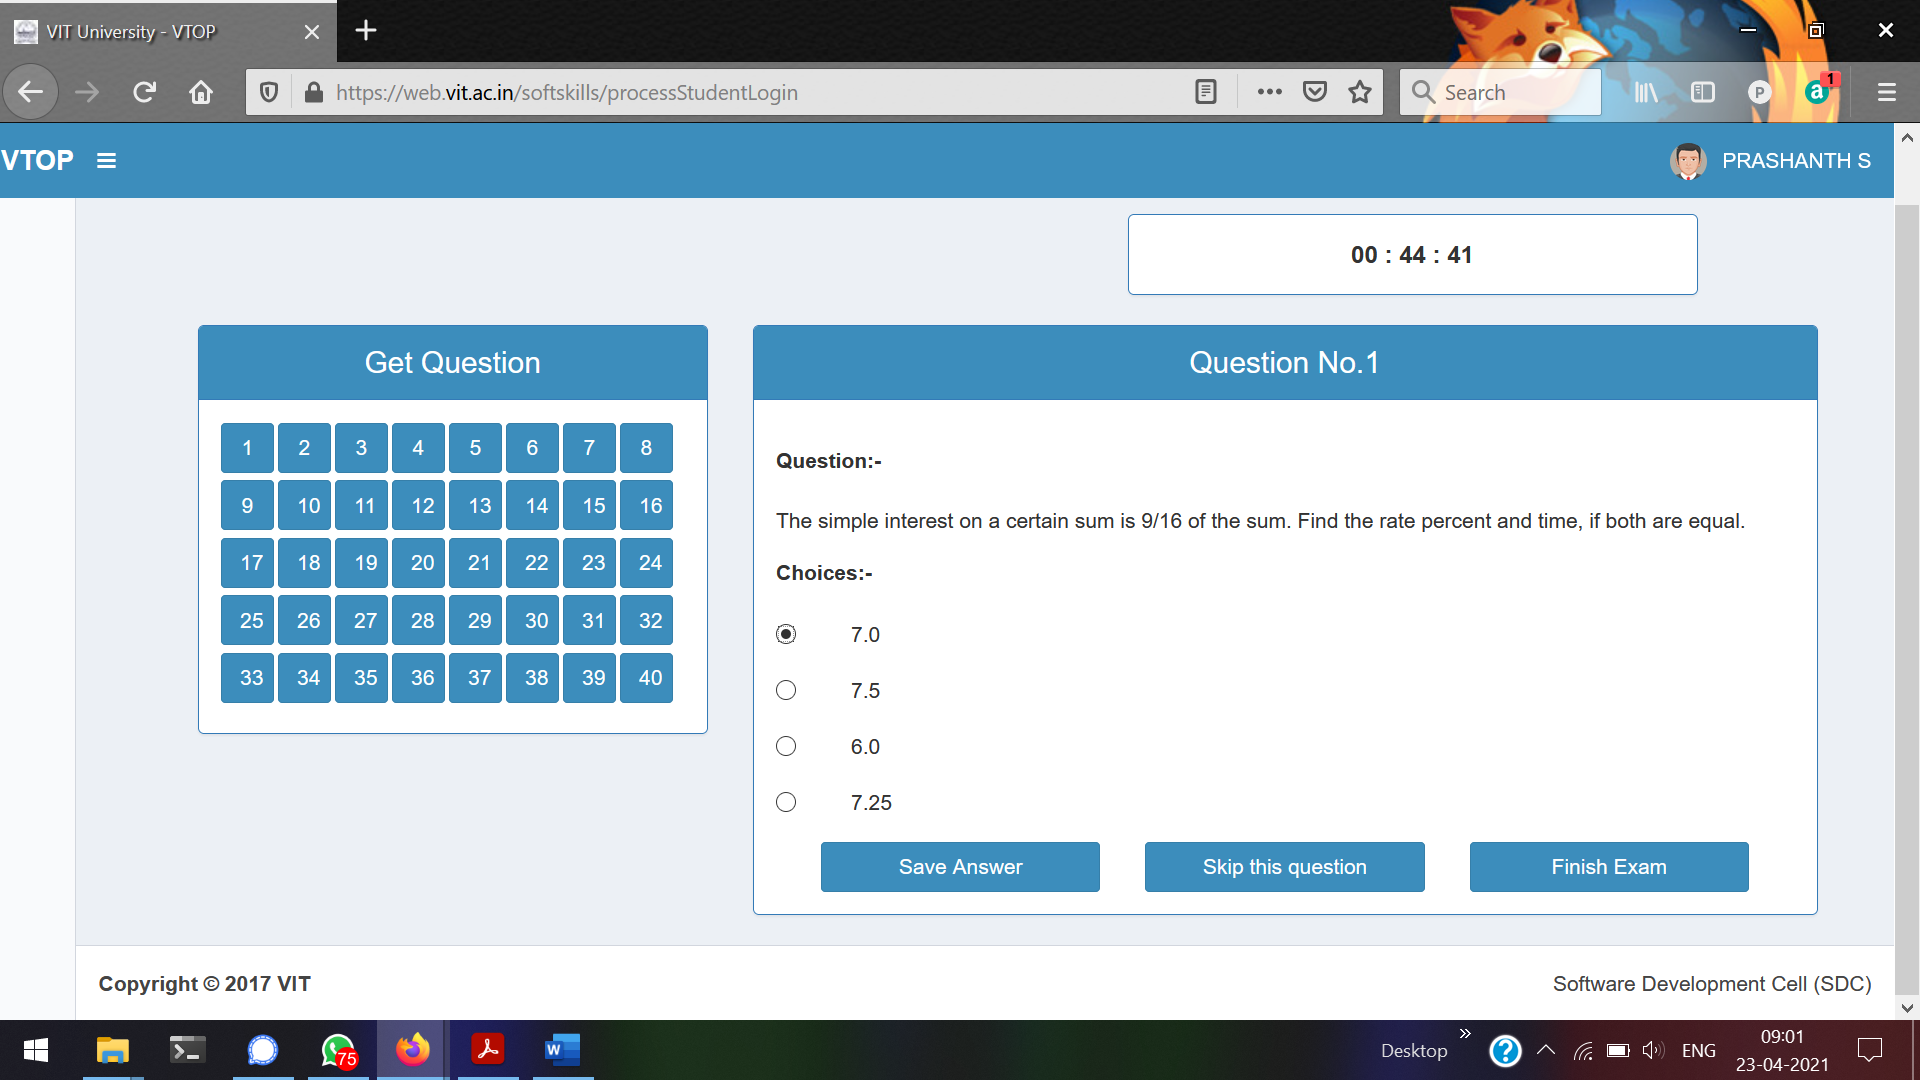 VIT University - VTOP
https://web.vit.ac.in/softskills/processStudentLogin
Search
P
a
1
VTOP
PRASHANTH S
00 : 44 : 41
Get Question
1 2 3 4 5 6 7 8
9 10 11 12 13 14 15 16
17 18 19 20 21 22 23 24
25 26 27 28 29 30 31 32
33 34 35 36 37 38 39 40
Question No.1
Question:-
The simple interest on a certain sum is 9/16 of the sum. Find the rate percent and time, if both are equal.
Choices:-
7.0
7.5
6.0
7.25
Save Answer Skip this question Finish Exam
Copyright © 2017 VIT
Software Development Cell (SDC)
75
W
Desktop
ENG
09:01
23-04-2021